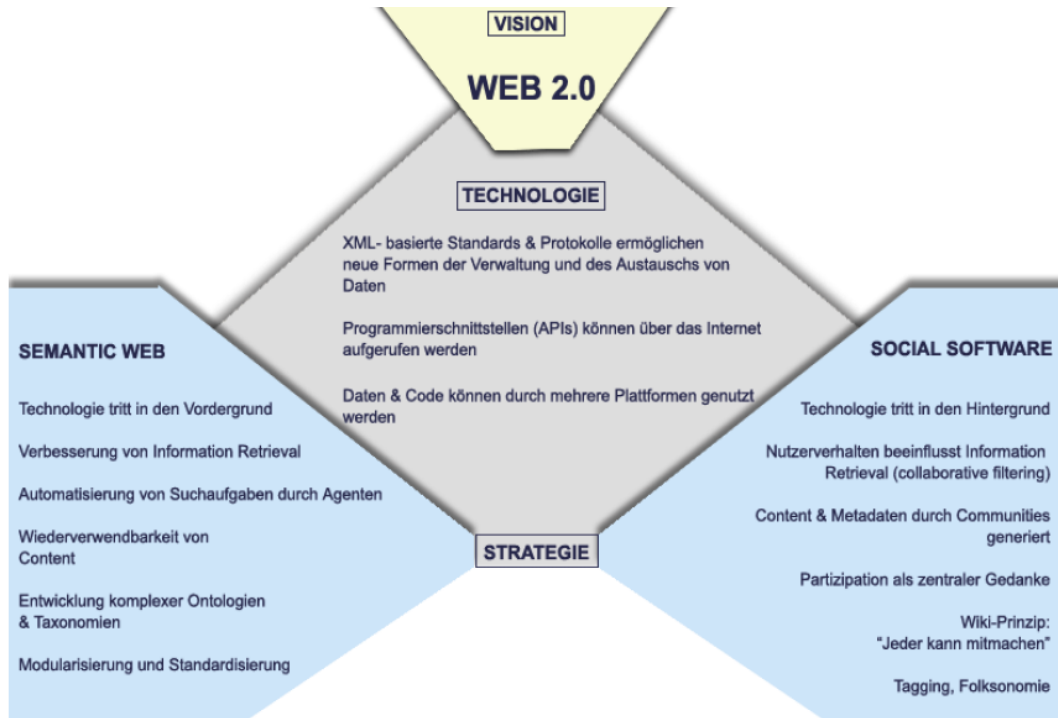 VISION
WEB 2.0
TECHNOLOGIE
XML- basierte Standards & Protokolle ermöglichen
neue Formen der Verwaltung und des Austauschs von
Daten
Programmierschnittstellen (APIs) können über das Internet
aufgerufen werden
Daten & Code können durch mehrere Plattformen genutzt
werden
SEMANTIC WEB
Technologie tritt in den Vordergrund
Verbesserung von Information Retrieval
Automatisierung von Suchaufgaben durch Agenten
Wiederverwendbarkeit von
Content
Entwicklung komplexer Ontologien
& Taxonomien
Modularisierung und Standardisierung
STRATEGIE
SOCIAL SOFTWARE
Technologie tritt in den Hintergrund
Nutzerverhalten beeinflusst Information
Retrieval (collaborative filtering)
Content & Metadaten durch Communities
generiert
Partizipation als zentraler Gedanke
Wiki-Prinzip:
“Jeder kann mitmachen”
Tagging, Folksonomie